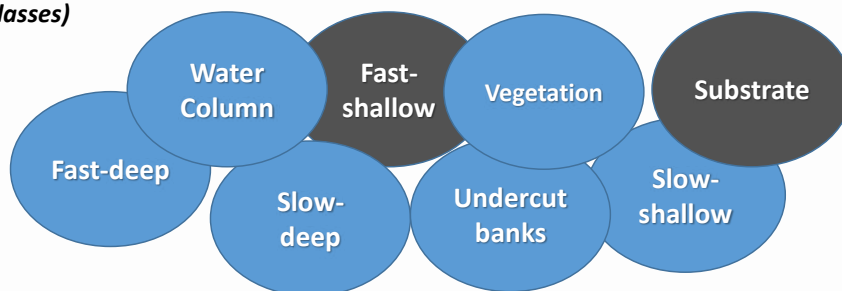 lasses)
Water
Column
Fast-
shallow
Vegetation
Substrate
Fast-deep
Slow-
deep
Undercut
banks
Slow-
shallow